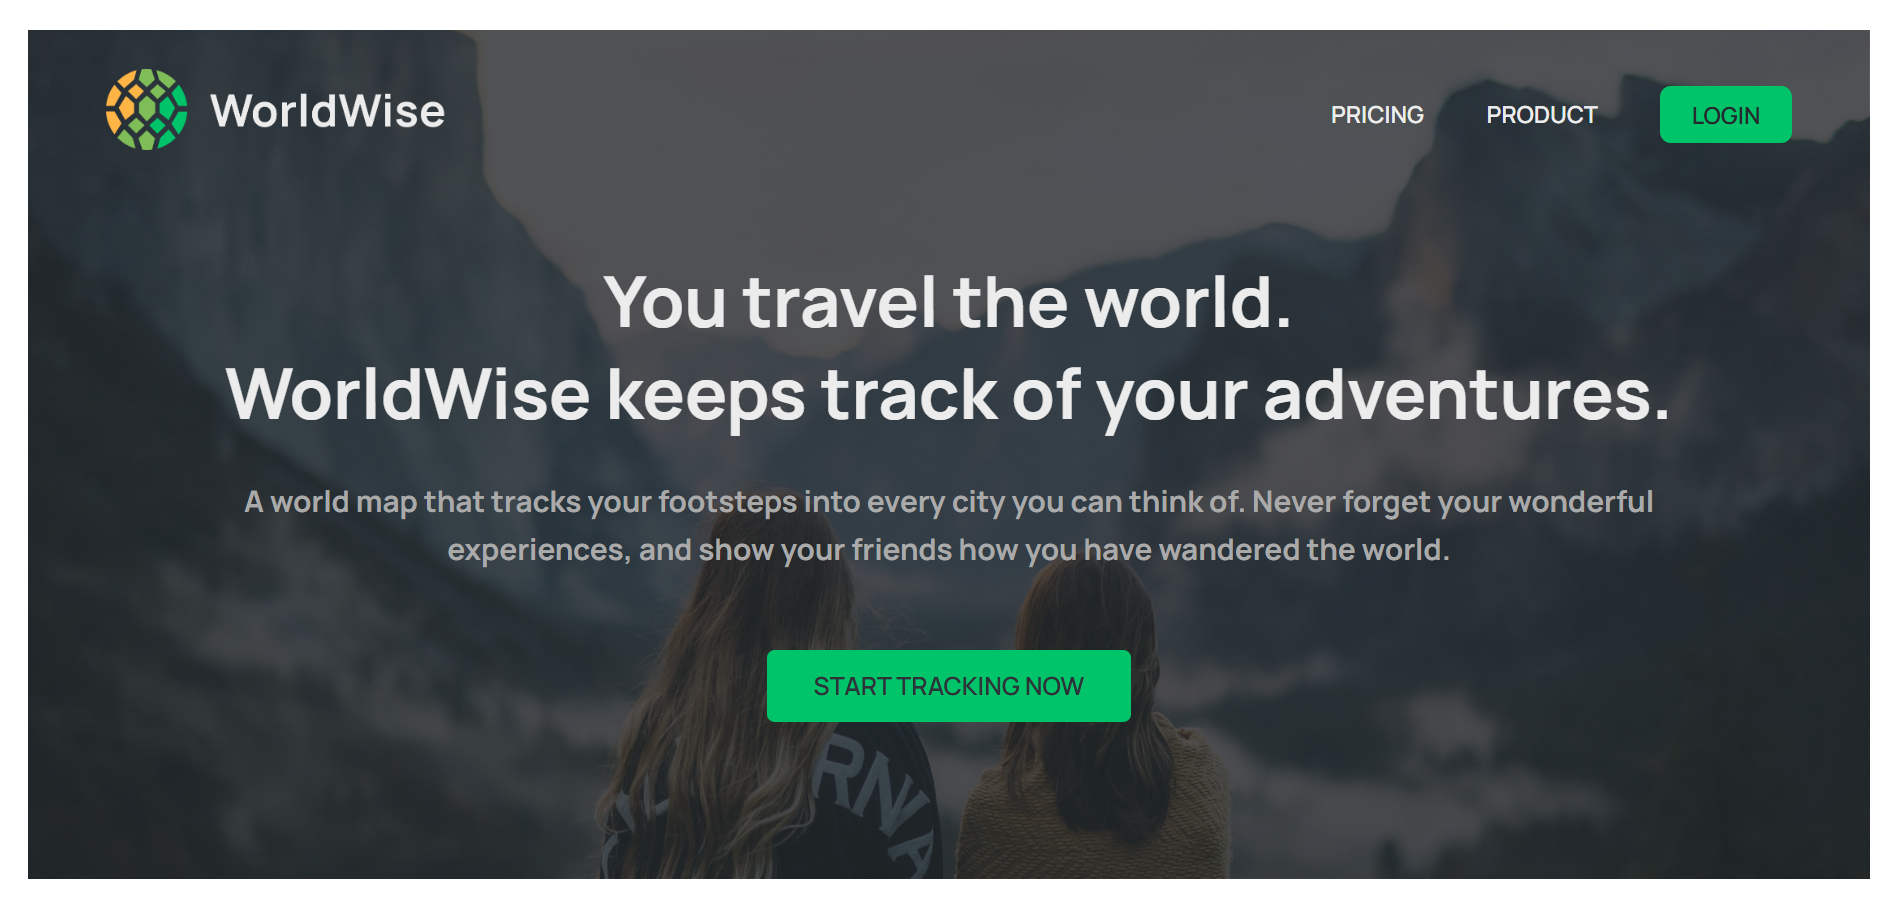 WorldWise
PRICING
PRODUCT
LOGIN
You travel the world.
WorldWise keeps track of your adventures.
A world map that tracks your footsteps into every city you can think of. Never forget your wonderful
experiences, and show your friends how you have wandered the world.
START TRACKING NOW